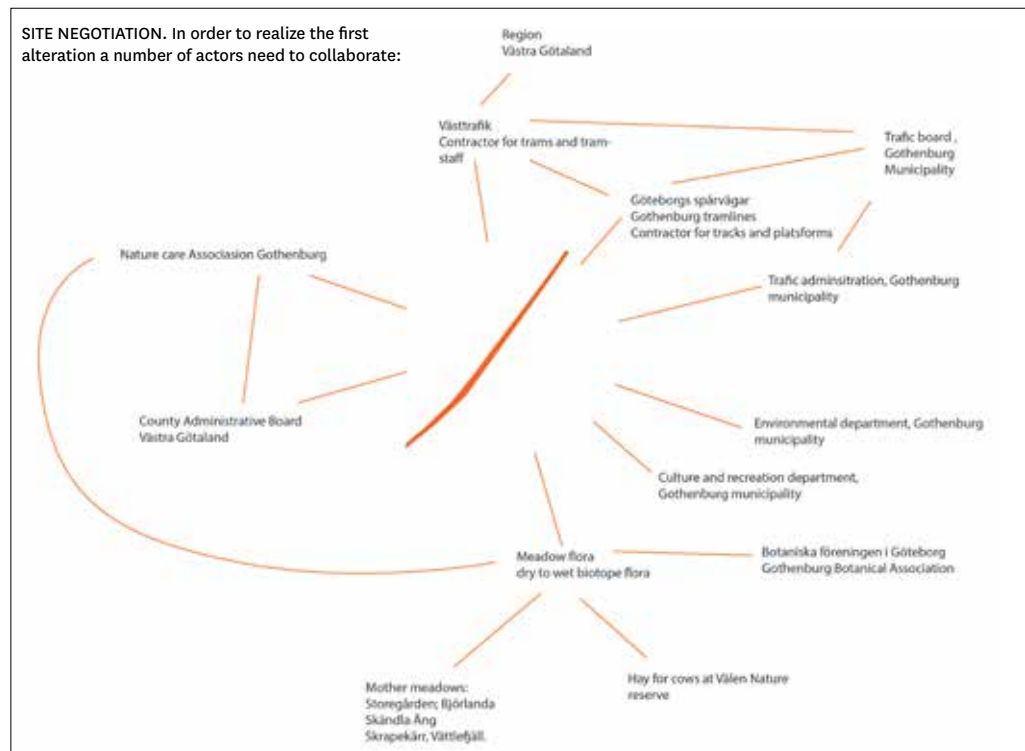 SITE NEGOTIATION. In order to realize the first
alteration a number of actors need to collaborate:
Region
Västra Götaland
Västtrafik
Contractor for trams and tram-
staff
Trafic board ,
Gothenburg
Municipality
Göteborgs spårvägar
Gothenburg tramlines
Contractor for tracks and platsforms
Nature care Associasion Gothenburg
Trafic adminsitration, Gothenburg
municipality
County Administrative Board
Västra Götaland
Environmental department, Gothenburg
municipality
Culture and recreation department,
Gothenburg municipality
Meadow flora
dry to wet biotope flora
Botaniska föreningen i Göteborg
Gothenburg Botanical Association
Mother meadows:
Storegården; Björlanda
Skändla Äng
Skrapekärr, Vättlefjäll.
Hay for cows at Välen Nature
reserve